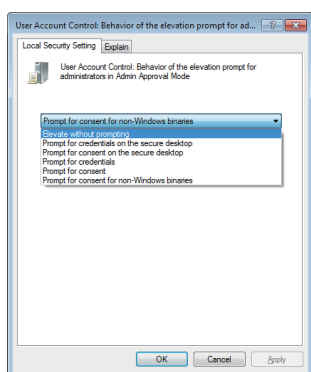 User Account Control: Behavior of the elevation prompt for ad...
Local Security Setting Explain
User Account Control: Behavior of the elevation prompt for
administrators in Admin Approval Mode
Prompt for consent for non-Windows binaries
Elevate without prompting
Prompt for credentials on the secure desktop
Prompt for consent on the secure desktop
Prompt for credentials
Prompt for consent
Prompt for consent for non-Windows binaries
OK Cancel Apply